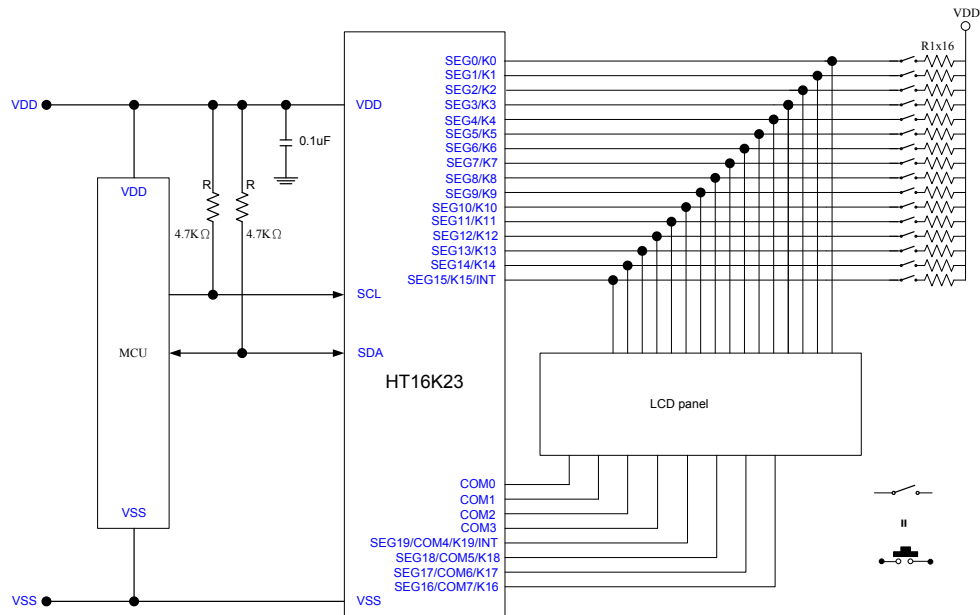 VDD
R1x16
SEG0/K0
SEG1/K1
SEG2/K2
SEG3/K3
SEG4/K4
SEG5/K5
SEG6/K6
SEG7/K7
SEG8/K8
SEG9/K9
SEG10/K10
SEG11/K11
SEG12/K12
SEG13/K13
SEG14/K14
SEG15/K15/INT
VDD
VDD
0.1uF
VDD
R
R
4.7KΩ
4.7KΩ
SCL
MCU
SDA
HT16K23
LCD panel
COM0
COM1
COM2
COM3
SEG19/COM4/K19/INT
SEG18/COM5/K18
SEG17/COM6/K17
SEG16/COM7/K16
VSS
VSS
VSS